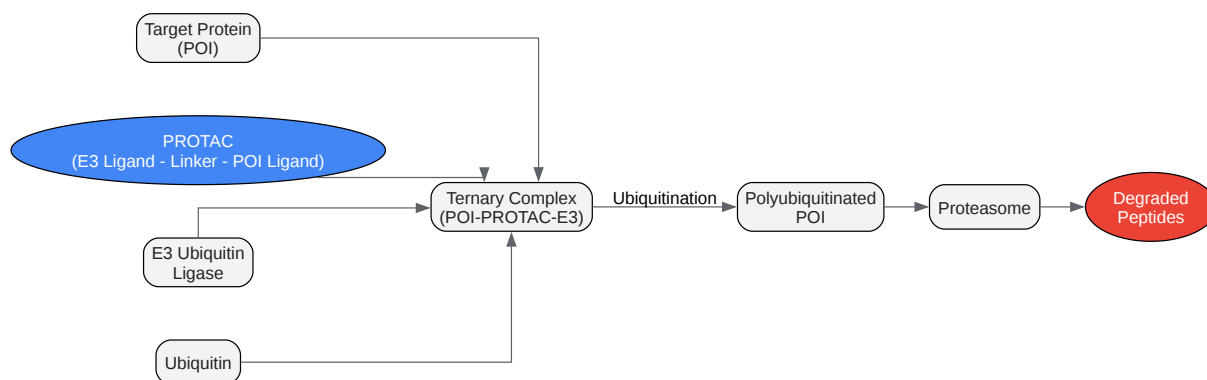 Target Protein
(POI)
PROTAC
(E3 Ligand - Linker - POI Ligand)
E3 Ubiquitin
Ligase
Ubiquitin
Ternary Complex
(POI-PROTAC-E3)
Ubiquitination
Polyubiquitinated
POI
Proteasome
Degraded
Peptides